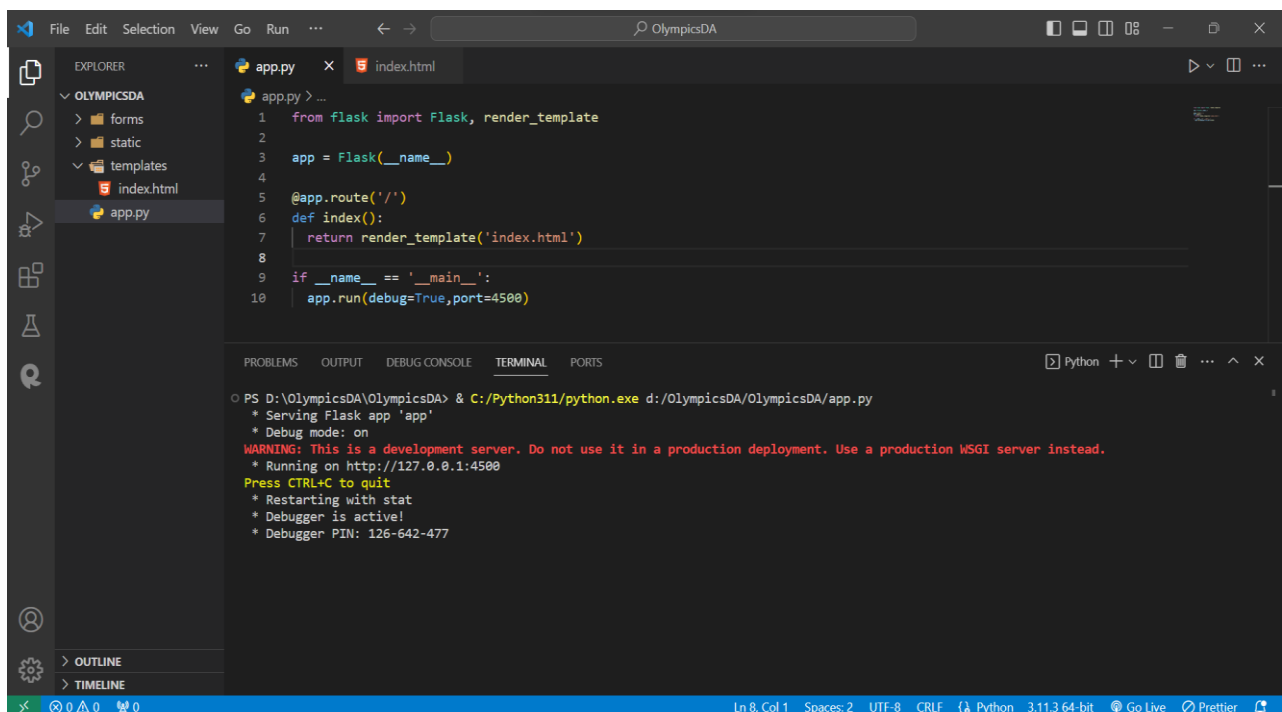 File Edit Selection View Go Run ··· OlympicsDA
EXPLORER ···
OLYMPICSDA
forms
static
templates
index.html
app.py
app.py index.html
app.py > ...
1 from flask import Flask, render_template
2
3 app = Flask(__name__)
4
5 @app.route('/')
6 def index():
7 return render_template('index.html')
8
9 if __name__ == '__main__':
10 app.run(debug=True,port=4500)
PROBLEMS OUTPUT DEBUG CONSOLE TERMINAL PORTS Python
PS D:\OlympicsDA\OlympicsDA> & C:/Python311/python.exe d:/OlympicsDA/OlympicsDA/app.py
* Serving Flask app 'app'
* Debug mode: on
WARNING: This is a development server. Do not use it in a production deployment. Use a production WSGI server instead.
* Running on http://127.0.0.1:4500
Press CTRL+C to quit
* Restarting with stat
* Debugger is active!
* Debugger PIN: 126-642-477
OUTLINE
TIMELINE
0 0 0 Ln 8, Col 1 Spaces: 2 UTF-8 CRLF Python 3.11.3 64-bit Go Live Prettier